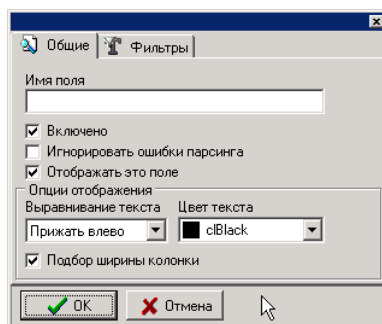 Общие Фильтры
Имя поля
Включено
Игнорировать ошибки парсинга
Отображать это поле
Опции отображения
Выравнивание текста Цвет текста
Прижать влево clBlack
Подбор ширины колонки
OK Отмена